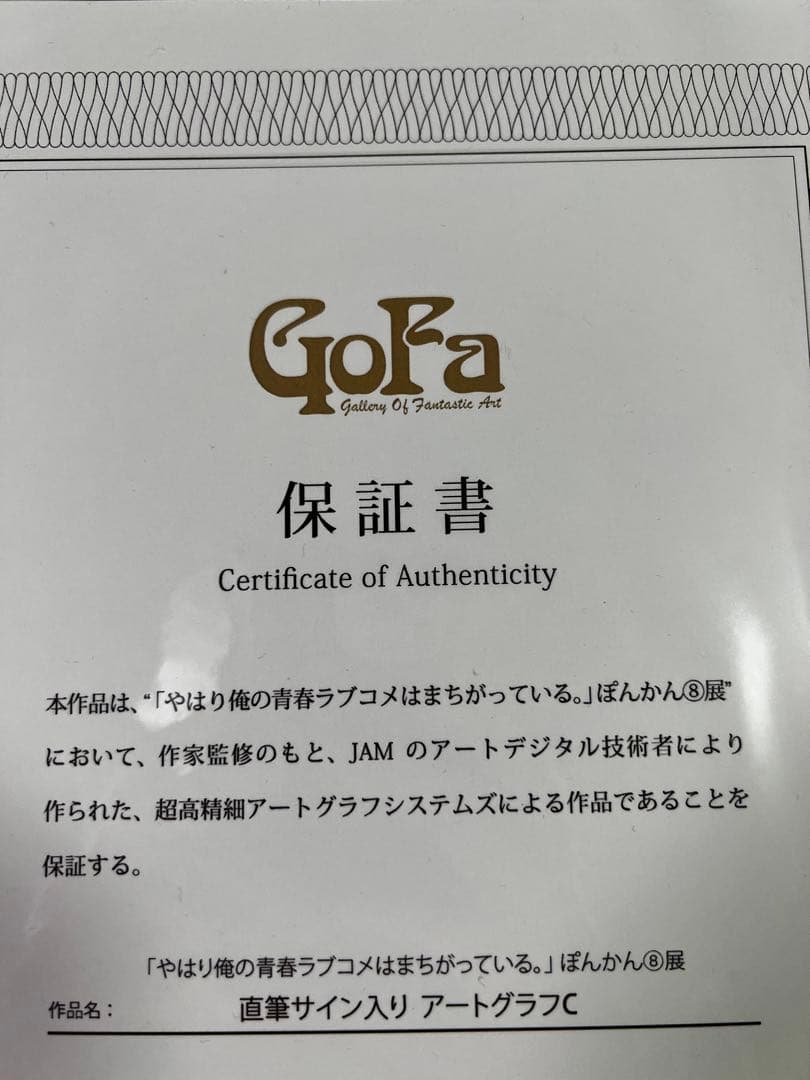 GoFa
Gallery Of Fantastic Art
保証書
Certificate of Authenticity
本作品は、“「やはり俺の青春ラブコメはまちがっている。」ぽんかん⑧展”
において、作家監修のもと、JAM のアートデジタル技術者により
作られた、超高精細アートグラフシステムズによる作品であることを
保証する。
「やはり俺の青春ラブコメはまちがっている。」ぽんかん⑧展
作品名： 直筆サイン入り アートグラフC